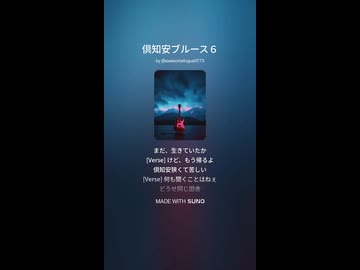 倶知安ブルース６
by @awesomefugue0773
まだ、生きていたか
[Verse] けど、もう帰るよ
倶知安狭くて苦しい
[Verse] 何も聞くことはねぇ
どうせ同じ田舎
MADE WITH SUNO